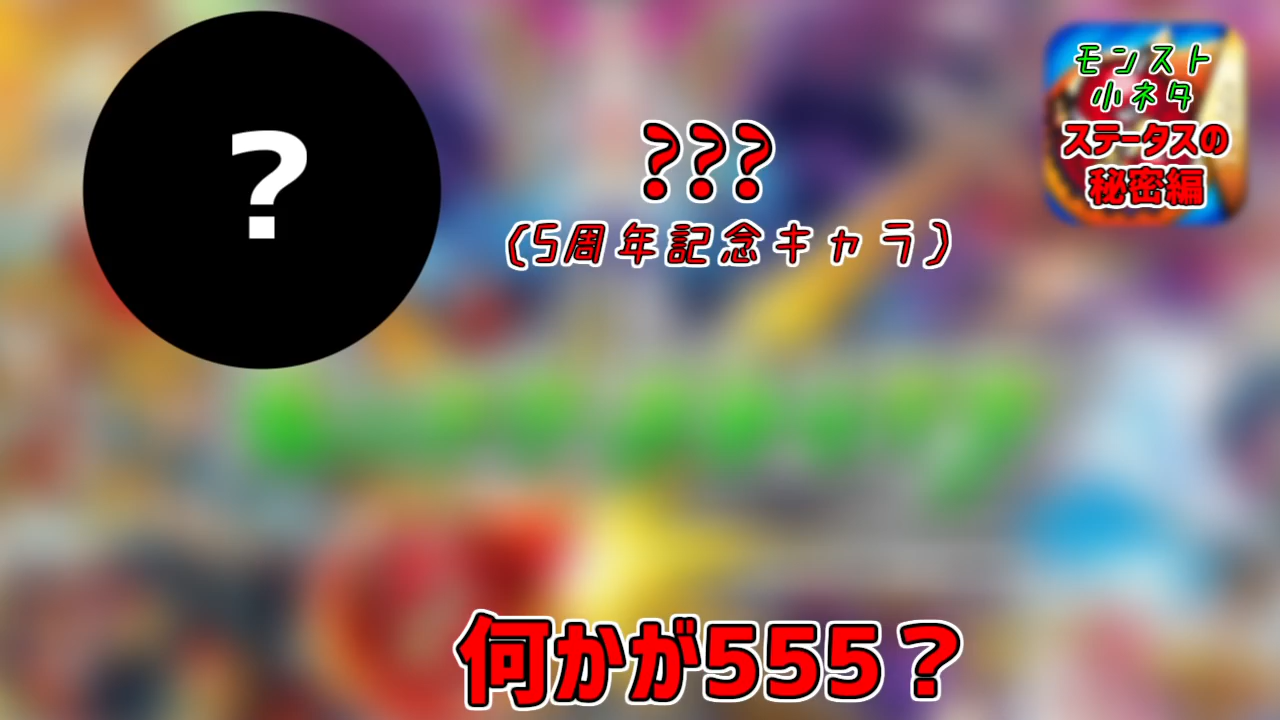 ?
???
(5周年記念キャラ)
モンスト
小ネタ
ステータスの
秘密編
何かが555?